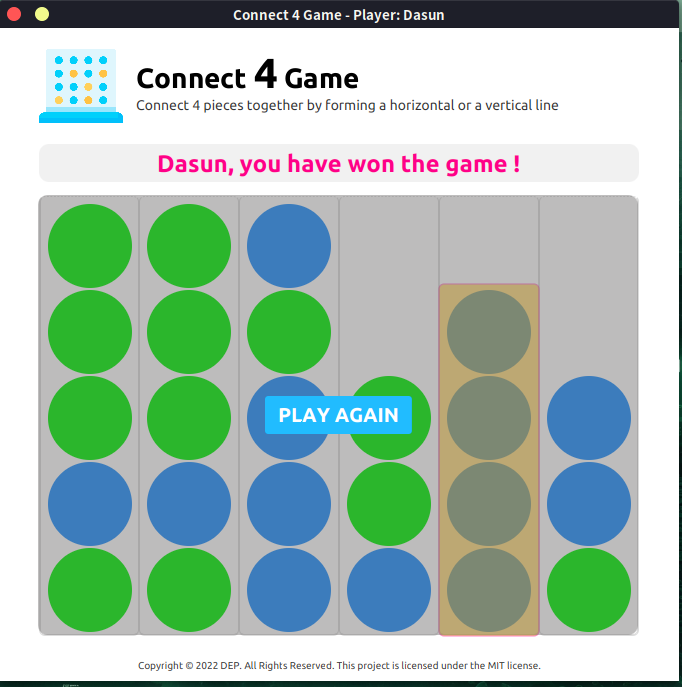 Connect 4 Game - Player: Dasun
Connect 4 Game
Connect 4 pieces together by forming a horizontal or a vertical line
Dasun, you have won the game !
PLAY AGAIN
Copyright © 2022 DEP. All Rights Reserved. This project is licensed under the MIT license.